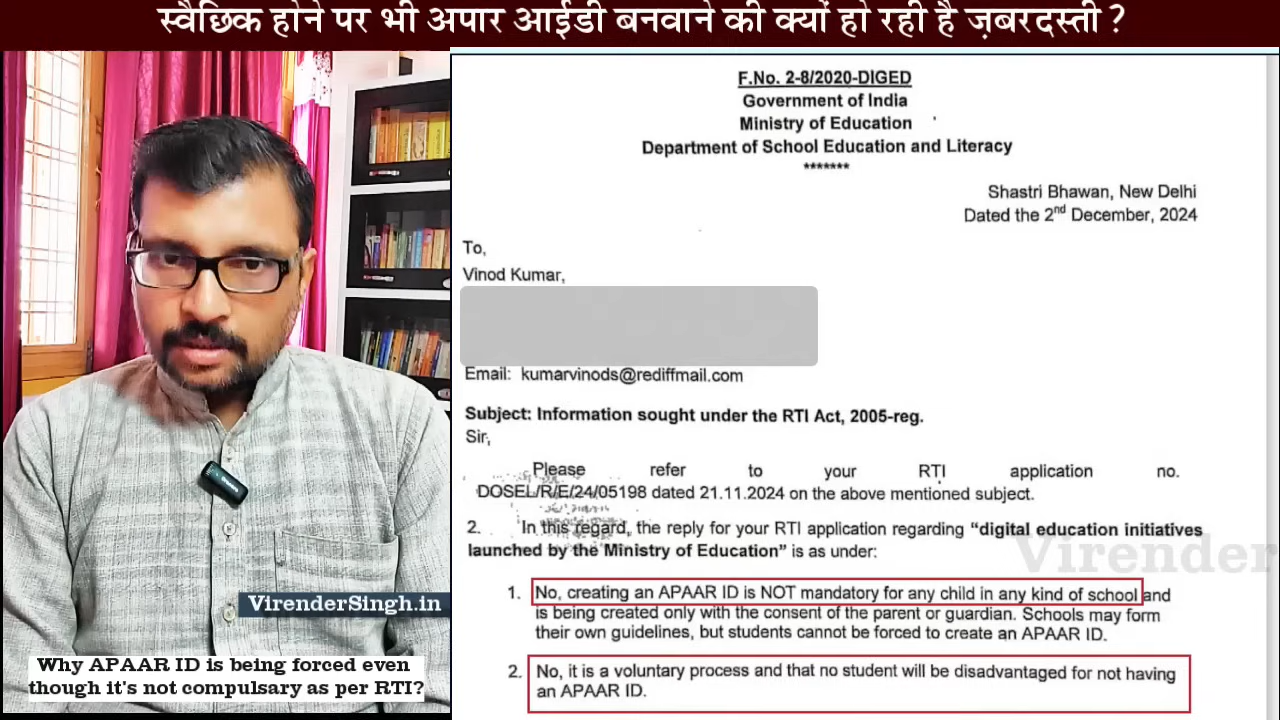 स्वैछिक होने पर भी अपार आईडी बनवाने की क्यों हो रही है ज़बरदस्ती ?
F.No. 2-8/2020-DIGED
Government of India
Ministry of Education
Department of School Education and Literacy
*******
Shastri Bhawan, New Delhi
Dated the 2nd December, 2024
To,
Vinod Kumar,
Email: kumarvinods@rediffmail.com
Subject: Information sought under the RTI Act, 2005-reg.
Sir,
Please refer to your RTI application no.
DOSEL/R/E/24/05198 dated 21.11.2024 on the above mentioned subject.
2. In this regard, the reply for your RTI application regarding “digital education initiatives
launched by the Ministry of Education” is as under:
Virender
1. No, creating an APAAR ID is NOT mandatory for any child in any kind of school and
is being created only with the consent of the parent or guardian. Schools may form
their own guidelines, but students cannot be forced to create an APAAR ID.
2. No, it is a voluntary process and that no student will be disadvantaged for not having
an APAAR ID.
VirenderSingh.in
Why APAAR ID is being forced even
though it's not compulsary as per RTI?